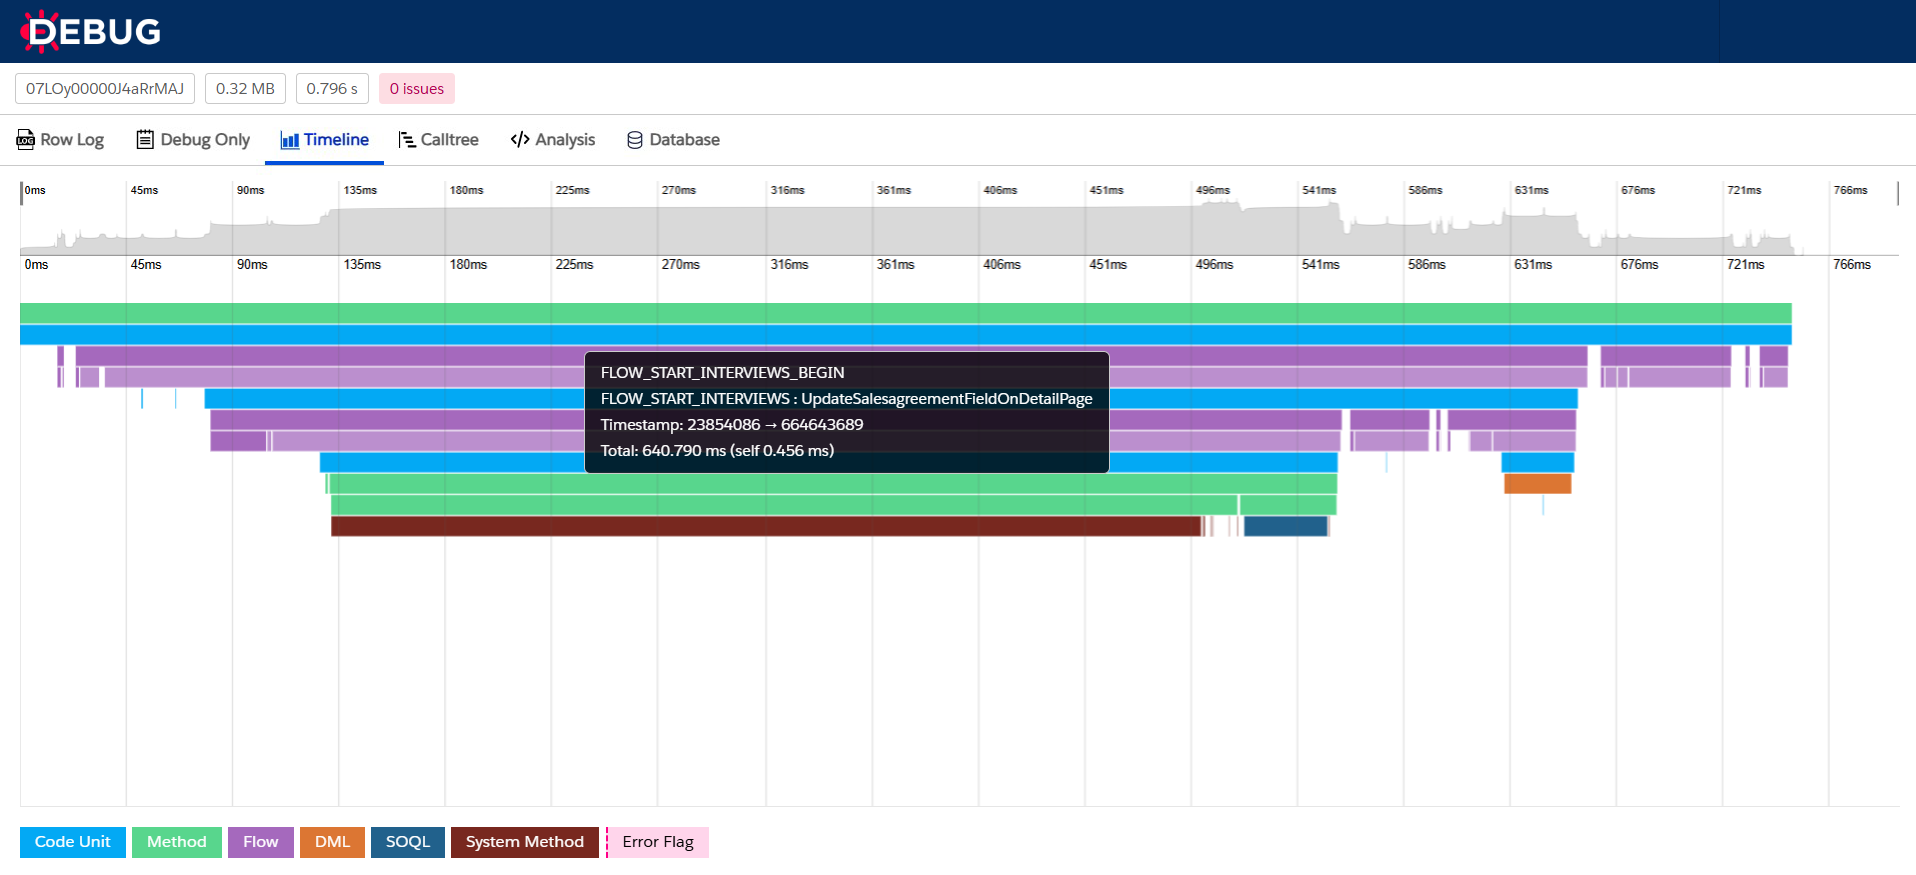 DEBUG
07LOy00000J4aRrMAJ 0.32 MB 0.796 s 0 issues
LOG Row Log Debug Only Timeline Calltree Analysis Database
0ms 45ms 90ms 135ms 180ms 225ms 270ms 316ms 361ms 406ms 451ms 496ms 541ms 586ms 631ms 676ms 721ms 766ms
0ms 45ms 90ms 135ms 180ms 225ms 270ms 316ms 361ms 406ms 451ms 496ms 541ms 586ms 631ms 676ms 721ms 766ms
FLOW_START_INTERVIEWS_BEGIN
FLOW_START_INTERVIEWS : UpdateSalesagreementFieldOnDetailPage
Timestamp: 23854086 → 664643689
Total: 640.790 ms (self 0.456 ms)
Code Unit Method Flow DML SOQL System Method Error Flag